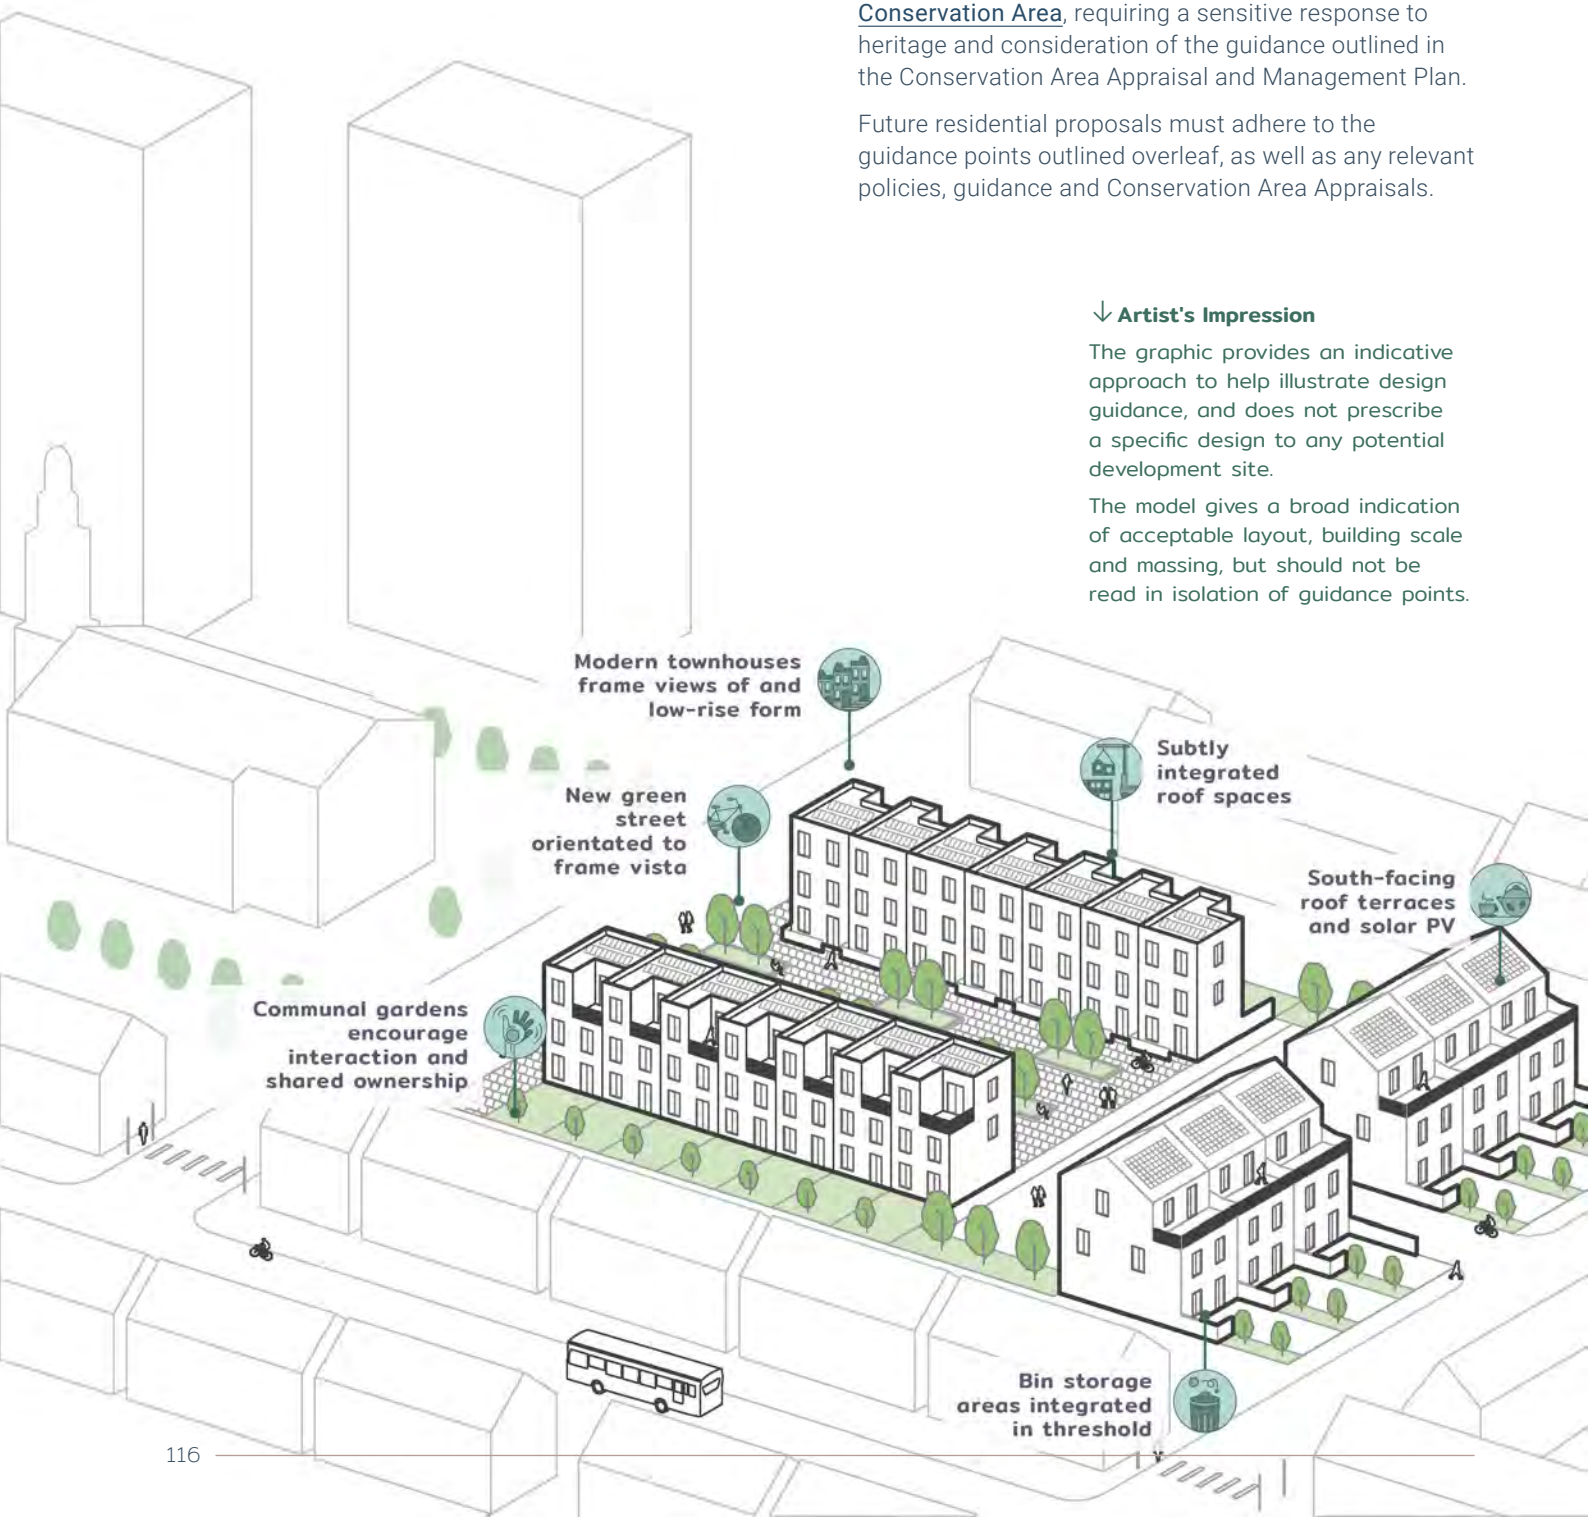 Conservation Area, requiring a sensitive response to
heritage and consideration of the guidance outlined in
the Conservation Area Appraisal and Management Plan.
Future residential proposals must adhere to the
guidance points outlined overleaf, as well as any relevant
policies, guidance and Conservation Area Appraisals.
↓ Artist's Impression
The graphic provides an indicative
approach to help illustrate design
guidance, and does not prescribe
a specific design to any potential
development site.
The model gives a broad indication
of acceptable layout, building scale
and massing, but should not be
read in isolation of guidance points.
Modern townhouses
frame views of and
low-rise form
Subtly
integrated
roof spaces
New green
street
orientated to
frame vista
South-facing
roof terraces
and solar PV
Communal gardens
encourage
interaction and
shared ownership
Bin storage
areas integrated
in threshold
116